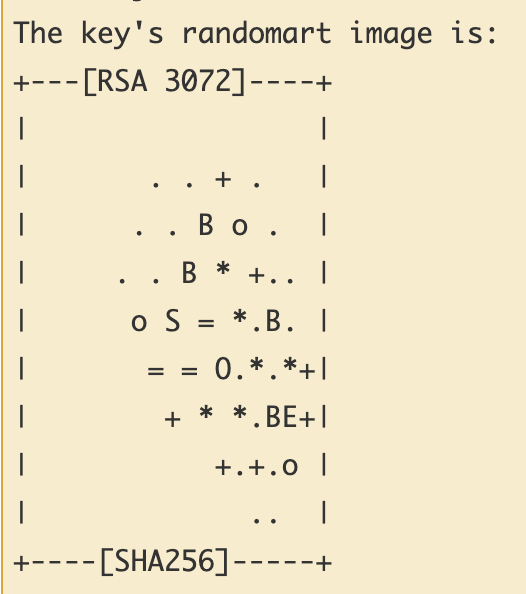 The key's randomart image is:
+---[RSA 3072]----+
|                 |
|       . . + .   |
|      . . B o .  |
|     . . B * +.. |
|      o S = *.B. |
|       = = O.*.*+|
|        + * *.BE+|
|           +.+.o |
|             ..  |
+----[SHA256]-----+